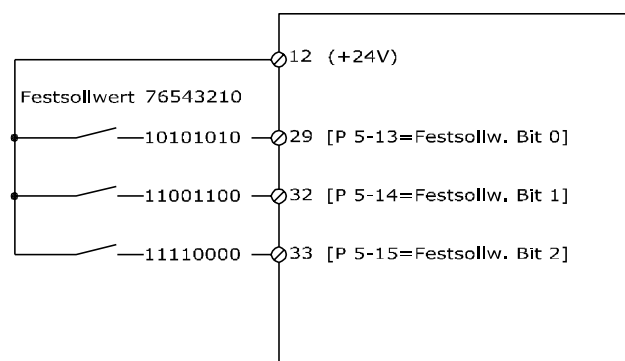 12 (+24V)
Festsollwert 76543210
10101010 29 [P 5-13=Festsollw. Bit 0]
11001100 32 [P 5-14=Festsollw. Bit 1]
11110000 33 [P 5-15=Festsollw. Bit 2]